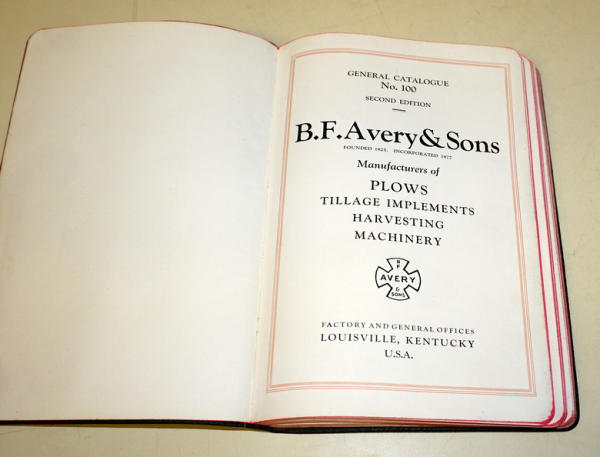 GENERAL CATALOGUE
No. 100
SECOND EDITION
B.F. Avery & Sons
FOUNDED 1825. INCORPORATED 1877
Manufacturers of
PLOWS
TILLAGE IMPLEMENTS
HARVESTING
MACHINERY
B
F
AVERY
&
SONS
FACTORY AND GENERAL OFFICES
LOUISVILLE, KENTUCKY
U.S.A.